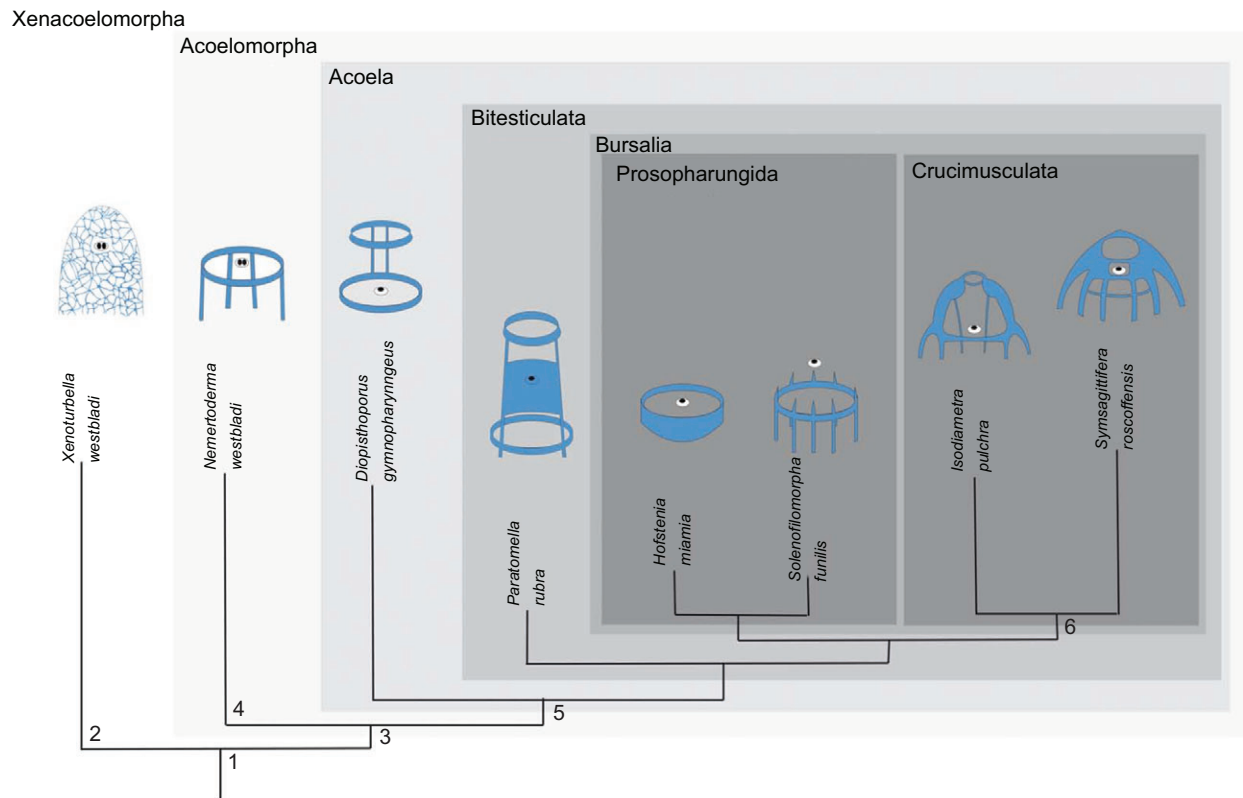 Xenacoelomorpha
Acoelomorpha
Acoela
Bitesticulata
Bursalia
Prosopharungida
Crucimusculata
Xenoturbella
westbladi
Nemertoderma
westbladi
Diopisthoporus
gymnopharyngeus
Paratomella
rubra
Hofstenia
miamia
Solenofilomorpha
funilis
Isodiametra
pulchra
Symsagittifera
roscoffensis
6
4
5
2
3
1